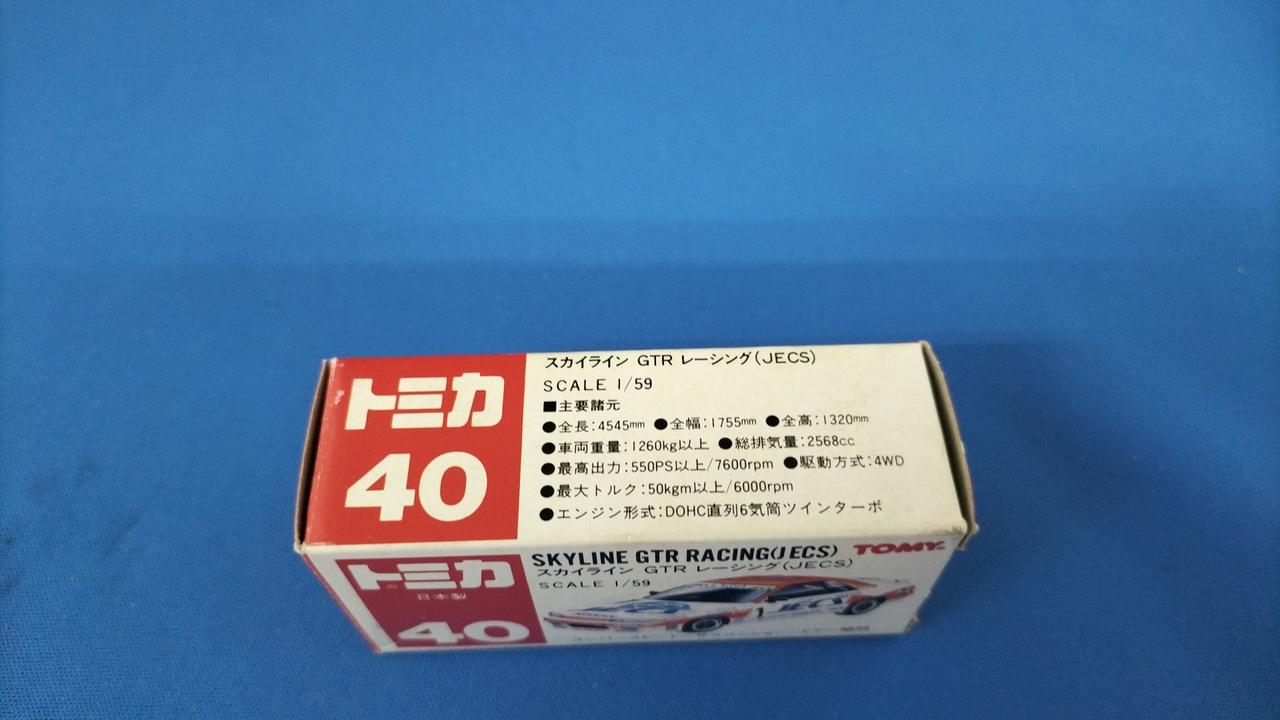 トミカ
40
スカイライン GTR レーシング(JECS)
SCALE 1/59
■主要諸元
●全長:4545mm ●全幅:1755mm ●全高:1320mm
●車両重量:1260kg以上 ●総排気量:2568cc
●最高出力:550PS以上/7600rpm ●駆動方式:4WD
●最大トルク:50kgm以上/6000rpm
●エンジン形式:DOHC直列6気筒ツインターボ
トミカ
日本製
40
SKYLINE GTR RACING(JECS) TOMY
スカイライン GTR レーシング(JECS)
SCALE 1/59
1 JECS